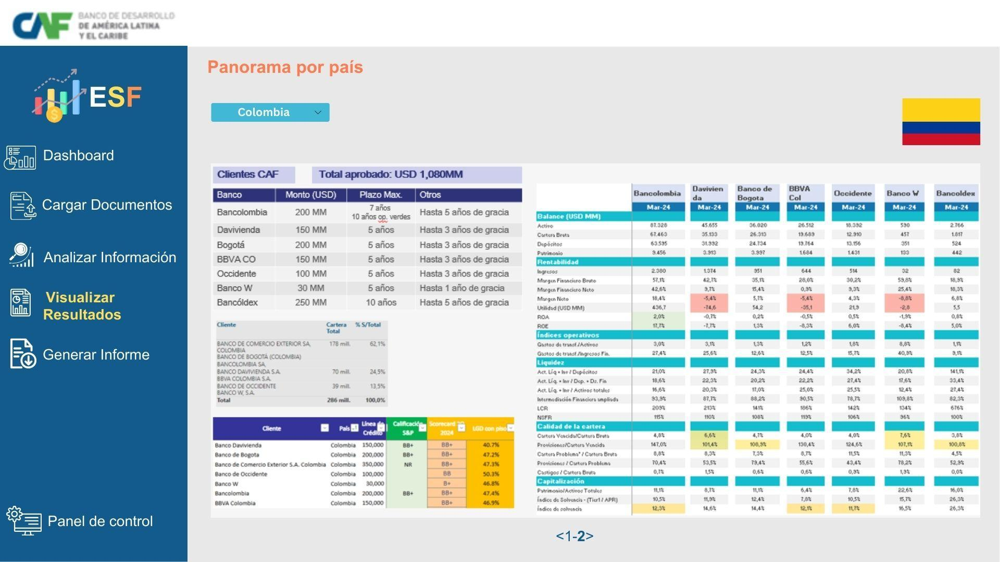 CAF BANCO DE DESARROLLO
DE AMÉRICA LATINA
Y EL CARIBE
ESF
Dashboard
Cargar Documentos
Analizar Información
Visualizar
Resultados
Generar Informe
Panel de control
Panorama por país
Colombia
Clientes CAF Total aprobado: USD 1,080MM
Banco Monto (USD) Plazo Max. Otros
Bancolombia 200 MM 7 años 10 años op. verdes Hasta 5 años de gracia
Davivienda 150 MM 5 años Hasta 3 años de gracia
Bogotá 200 MM 5 años Hasta 3 años de gracia
BBVA CO 150 MM 5 años Hasta 3 años de gracia
Occidente 100 MM 5 años Hasta 3 años de gracia
Banco W 30 MM 5 años Hasta 1 año de gracia
Bancóldex 250 MM 10 años Hasta 5 años de gracia
Cliente Cartera Total % S/Total
BANCO DE COMERCIO EXTERIOR SA, 178 mill. 62,1%
COLOMBIA
BANCO DE BOGOTÁ (COLOMBIA)
BANCOLOMBIA SA,
BANCO DAVIVIENDA S.A. 70 mill. 24,5%
BBVA COLOMBIA S.A.
BANCO DE OCCIDENTE 39 mill. 13,5%
BANCO W, S.A.
Total 286 mill. 100,0%
Cliente País Línea de Crédito Calificación S&P Scorecard 2024 LGD con piso
Banco Davivienda Colombia 150,000 BB+ BB+ 40.7%
Banco de Bogota Colombia 200,000 BB+ BB+ 47.2%
Banco de Comercio Exterior S.A. Colombia Colombia 350,000 NR BB+ 47.3%
Banco de Occidente Colombia 100,000 BB 50.3%
Banco W Colombia 30,000 B+ 46.8%
Bancolombia Colombia 200,000 BB+ BB+ 47.4%
BBVA Colombia Colombia 150,000 BB+ 46.9%
Bancolombia Davivien da Banco de Bogota BBVA Col Occidente Banco W Bancoldex
Mar-24 Mar-24 Mar-24 Mar-24 Mar-24 Mar-24 Mar-24
Balance (USD MM)
Activo 87.328 45.655 36.020 26.512 18.392 590 2.766
Cartera Bruta 67.463 35.133 26.313 19.689 12.910 457 1.817
Depósitos 63.595 31.992 24.734 19.764 13.156 351 524
Patrimonio 9.456 3.913 3.997 1.684 1.431 133 442
Rentabilidad
Ingresos 2.380 1.374 951 644 514 32 82
Margen Financiero Bruto 57,1% 42,7% 35,1% 28,0% 30,2% 59,8% 18,9%
Margen Financiero Neto 42,6% 9,7% 15,4% 0,9% 9,3% 25,4% 18,3%
Margen Neto 18,4% -5,4% 5,7% -5,4% 4,3% -8,8% 6,8%
Utilidad (USD MM) 436,7 -74,6 54,2 -35,1 21,9 -2,8 5,5
ROA 2,0% -0,7% 0,2% -0,5% 0,5% -1,9% 0,8%
ROE 17,7% -7,7% 1,3% -8,3% 6,0% -8,4% 5,0%
Índices operativos
Gastos de transf./Activos 3,0% 3,1% 1,3% 1,2% 1,8% 8,8% 1,1%
Gastos de transf./Ingresos Fin. 27,4% 25,6% 12,6% 12,5% 15,7% 40,9% 9,1%
Liquidez
Act. Líq + Inv / Depósitos 21,0% 27,9% 24,3% 24,4% 34,2% 20,8% 141,1%
Act. Líq. + Inv / Dep. + Ds. Fin 18,6% 22,3% 20,2% 22,2% 27,4% 17,6% 33,4%
Act. Líq. + Inv / Activos totales 16,6% 20,3% 17,0% 25,0% 25,5% 12,4% 27,4%
Intermediación Financiera ampliada 93,9% 87,7% 88,2% 90,5% 78,7% 109,8% 82,3%
LCR 209% 213% 141% 186% 142% 134% 676%
NSFR 115% 110% 108% 119% 106% 96% 100%
Calidad de la cartera
Cartera Vencida/Cartera Bruta 4,8% 6,6% 4,7% 4,0% 4,0% 7,6% 3,8%
Provisiones/Cartera Vencida 147,0% 101,4% 108,9% 130,4% 124,6% 107,1% 100,8%
Cartera Problema* / Cartera Bruta 8,8% 8,3% 7,3% 8,7% 11,5% 11,3% 4,5%
Provisiones / Cartera Problema 70,4% 53,5% 79,4% 55,6% 43,4% 78,2% 52,9%
Castigos / Cartera Bruta 0,7% 1,5% 0,6% 0,6% 0,9% 1,9% 0,0%
Capitalización
Patrimonio/Activos Totales 11,1% 8,7% 11,1% 6,4% 7,8% 22,6% 16,0%
Índice de Solvencia - (Tier1 / APR) 10,5% 11,9% 12,4% 7,8% 10,5% 15,7% 26,3%
Índice de solvencia 12,3% 14,6% 14,4% 12,1% 11,7% 16,5% 26,3%
<1-2>